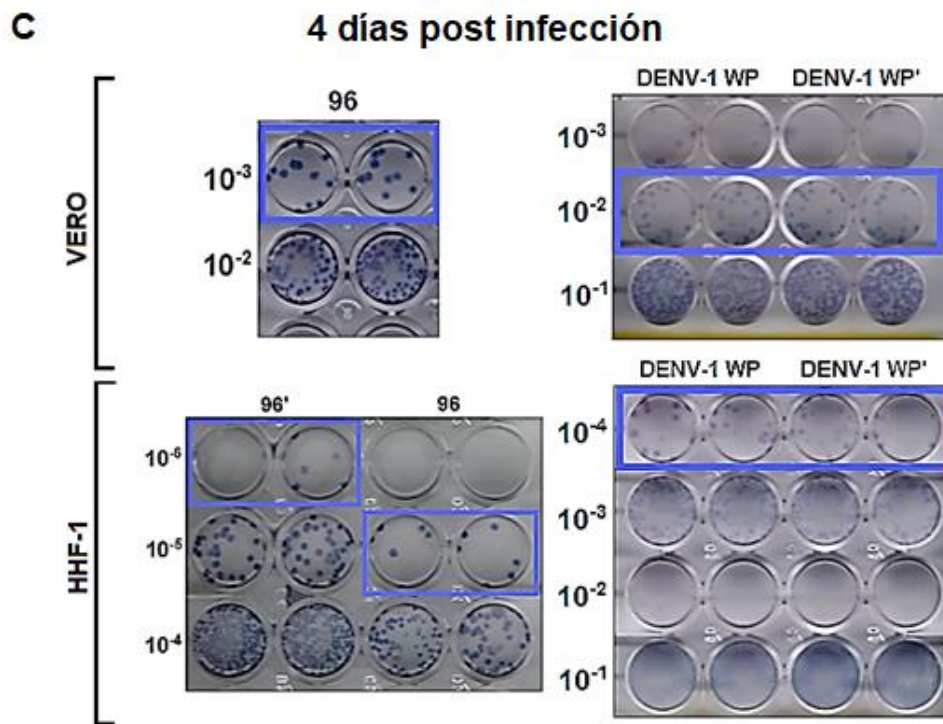 C
4 días post infección
VERO
96
10-3
10-2
DENV-1 WP DENV-1 WP'
10-3
10-2
10-1
HHF-1
96' 96
10-6
10-5
10-4
DENV-1 WP DENV-1 WP'
10-4
10-3
10-2
10-1